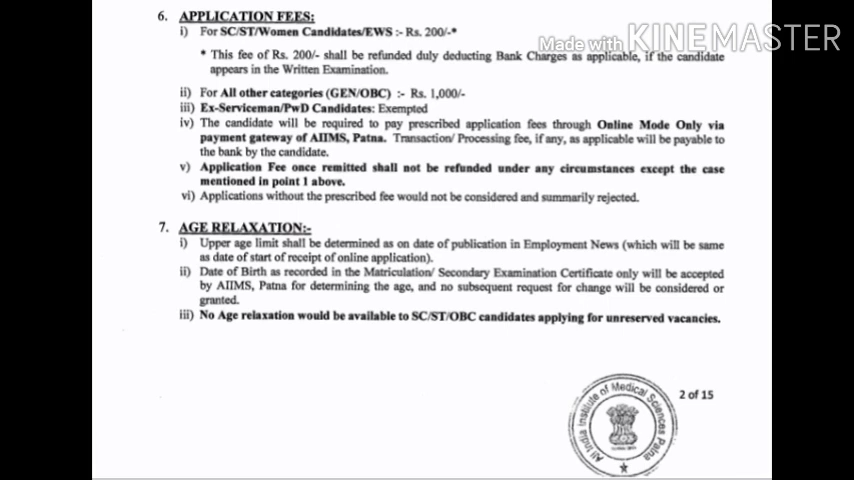 6. APPLICATION FEES:
i) For SC/ST/Women Candidates/EWS :- Rs. 200/-*
Made with KINEMASTER
* This fee of Rs. 200/- shall be refunded duly deducting Bank Charges as applicable, if the candidate
appears in the Written Examination.
ii) For All other categories (GEN/OBC) :- Rs. 1,000/-
iii) Ex-Serviceman/PwD Candidates: Exempted
iv) The candidate will be required to pay prescribed application fees through Online Mode Only via
payment gateway of AIIMS, Patna. Transaction/ Processing fee, if any, as applicable will be payable to
the bank by the candidate.
v) Application Fee once remitted shall not be refunded under any circumstances except the case
mentioned in point 1 above.
vi) Applications without the prescribed fee would not be considered and summarily rejected.
7. AGE RELAXATION:-
i) Upper age limit shall be determined as on date of publication in Employment News (which will be same
as date of start of receipt of online application).
ii) Date of Birth as recorded in the Matriculation/ Secondary Examination Certificate only will be accepted
by AIIMS, Patna for determining the age, and no subsequent request for change will be considered or
granted.
iii) No Age relaxation would be available to SC/ST/OBC candidates applying for unreserved vacancies.
All India Institute of Medical Sciences Patna
2 of 15